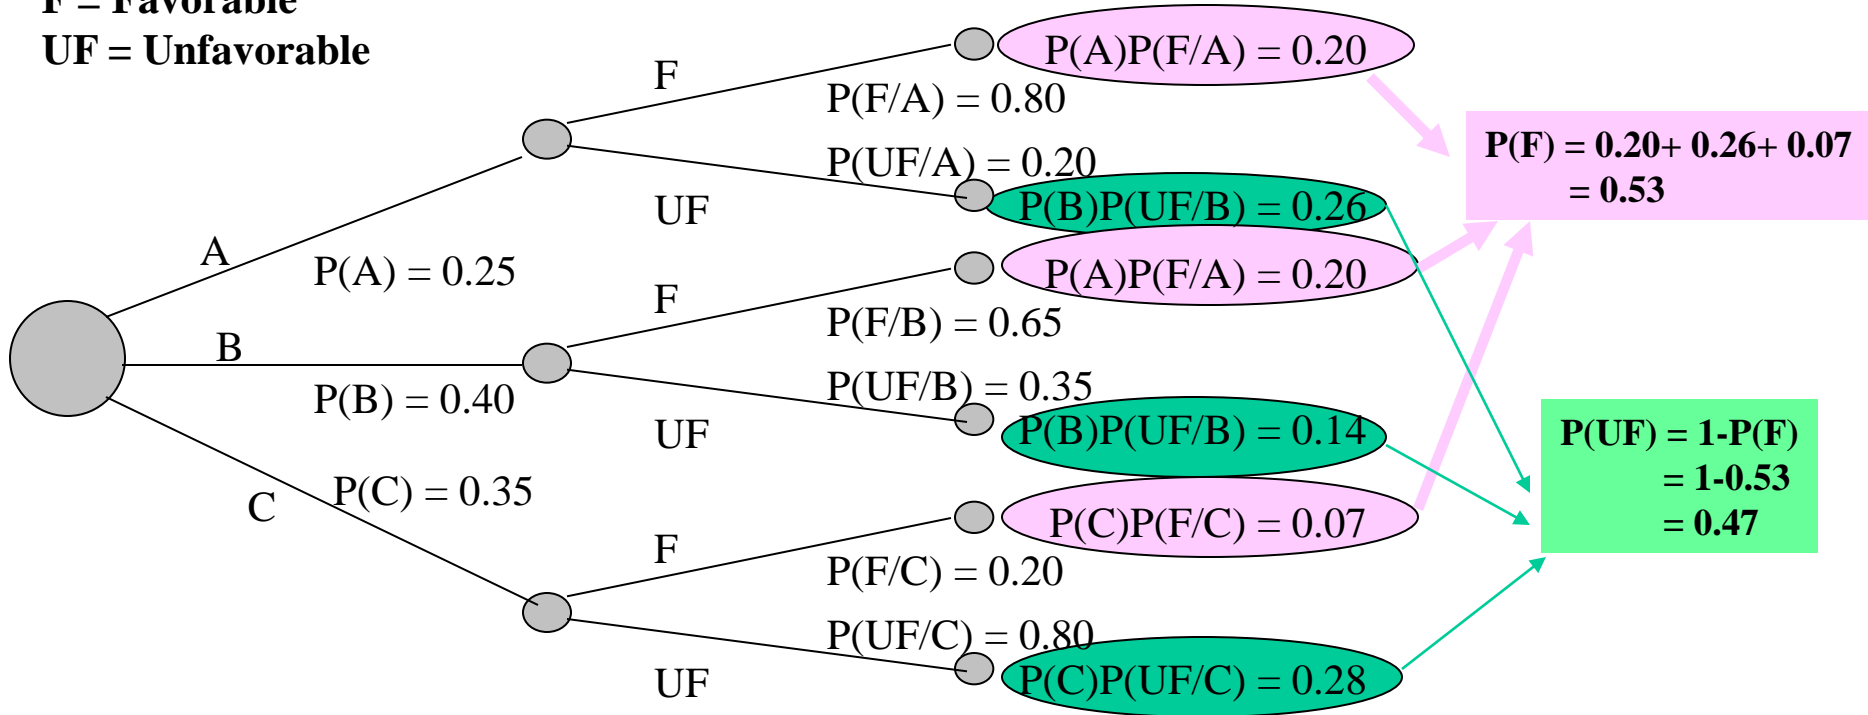 F = Favorable
UF = Unfavorable
F
P(A)P(F/A) = 0.20
P(F/A) = 0.80
P(UF/A) = 0.20
UF
P(B)P(UF/B) = 0.26
A
P(A) = 0.25
F
P(A)P(F/A) = 0.20
P(F/B) = 0.65
B
P(B) = 0.40
P(UF/B) = 0.35
UF
P(B)P(UF/B) = 0.14
C
P(C) = 0.35
F
P(C)P(F/C) = 0.07
P(F/C) = 0.20
P(UF/C) = 0.80
UF
P(C)P(UF/C) = 0.28
P(F) = 0.20+ 0.26+ 0.07
= 0.53
P(UF) = 1-P(F)
= 1-0.53
= 0.47